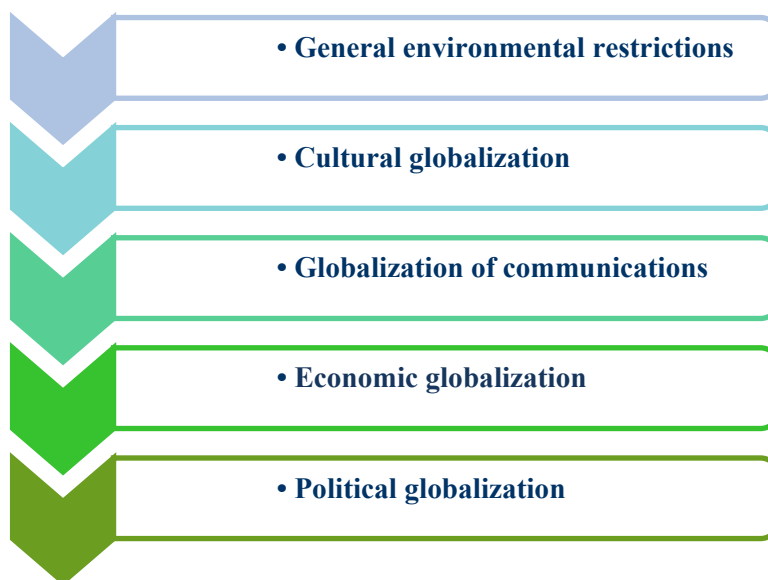 • General environmental restrictions
• Cultural globalization
• Globalization of communications
• Economic globalization
• Political globalization